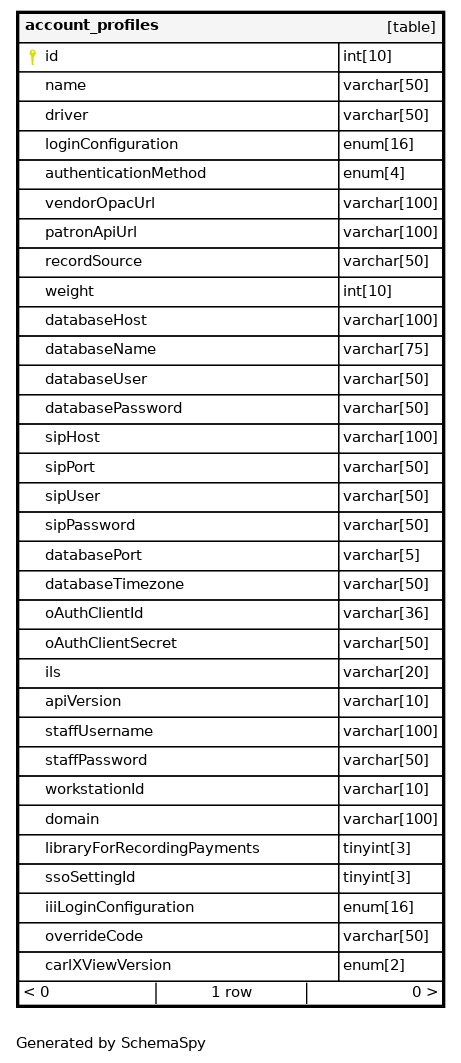 account_profiles [table]
id int[10]
name varchar[50]
driver varchar[50]
loginConfiguration enum[16]
authenticationMethod enum[4]
vendorOpacUrl varchar[100]
patronApiUrl varchar[100]
recordSource varchar[50]
weight int[10]
databaseHost varchar[100]
databaseName varchar[75]
databaseUser varchar[50]
databasePassword varchar[50]
sipHost varchar[100]
sipPort varchar[50]
sipUser varchar[50]
sipPassword varchar[50]
databasePort varchar[5]
databaseTimezone varchar[50]
oAuthClientId varchar[36]
oAuthClientSecret varchar[50]
ils varchar[20]
apiVersion varchar[10]
staffUsername varchar[100]
staffPassword varchar[50]
workstationId varchar[10]
domain varchar[100]
libraryForRecordingPayments tinyint[3]
ssoSettingId tinyint[3]
iiiLoginConfiguration enum[16]
overrideCode varchar[50]
carlXViewVersion enum[2]
< 0 1 row 0 >
Generated by SchemaSpy